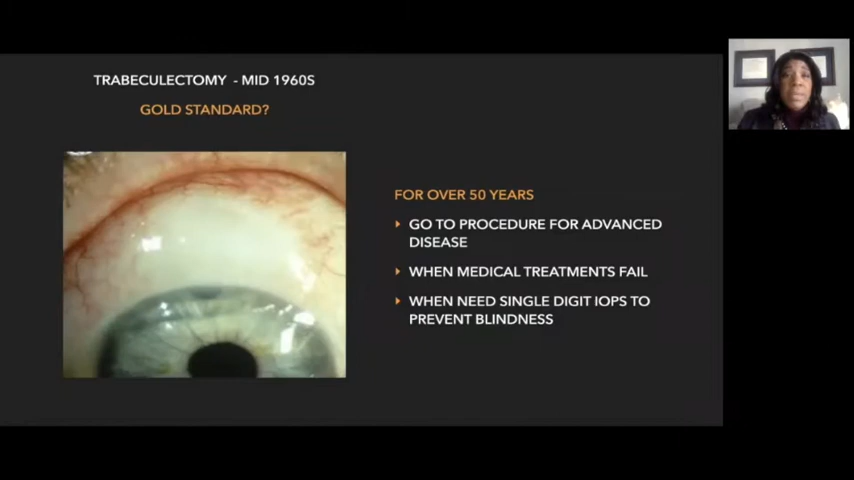 TRABECULECTOMY - MID 1960S
GOLD STANDARD?
FOR OVER 50 YEARS
GO TO PROCEDURE FOR ADVANCED
DISEASE
WHEN MEDICAL TREATMENTS FAIL
WHEN NEED SINGLE DIGIT IOPS TO
PREVENT BLINDNESS